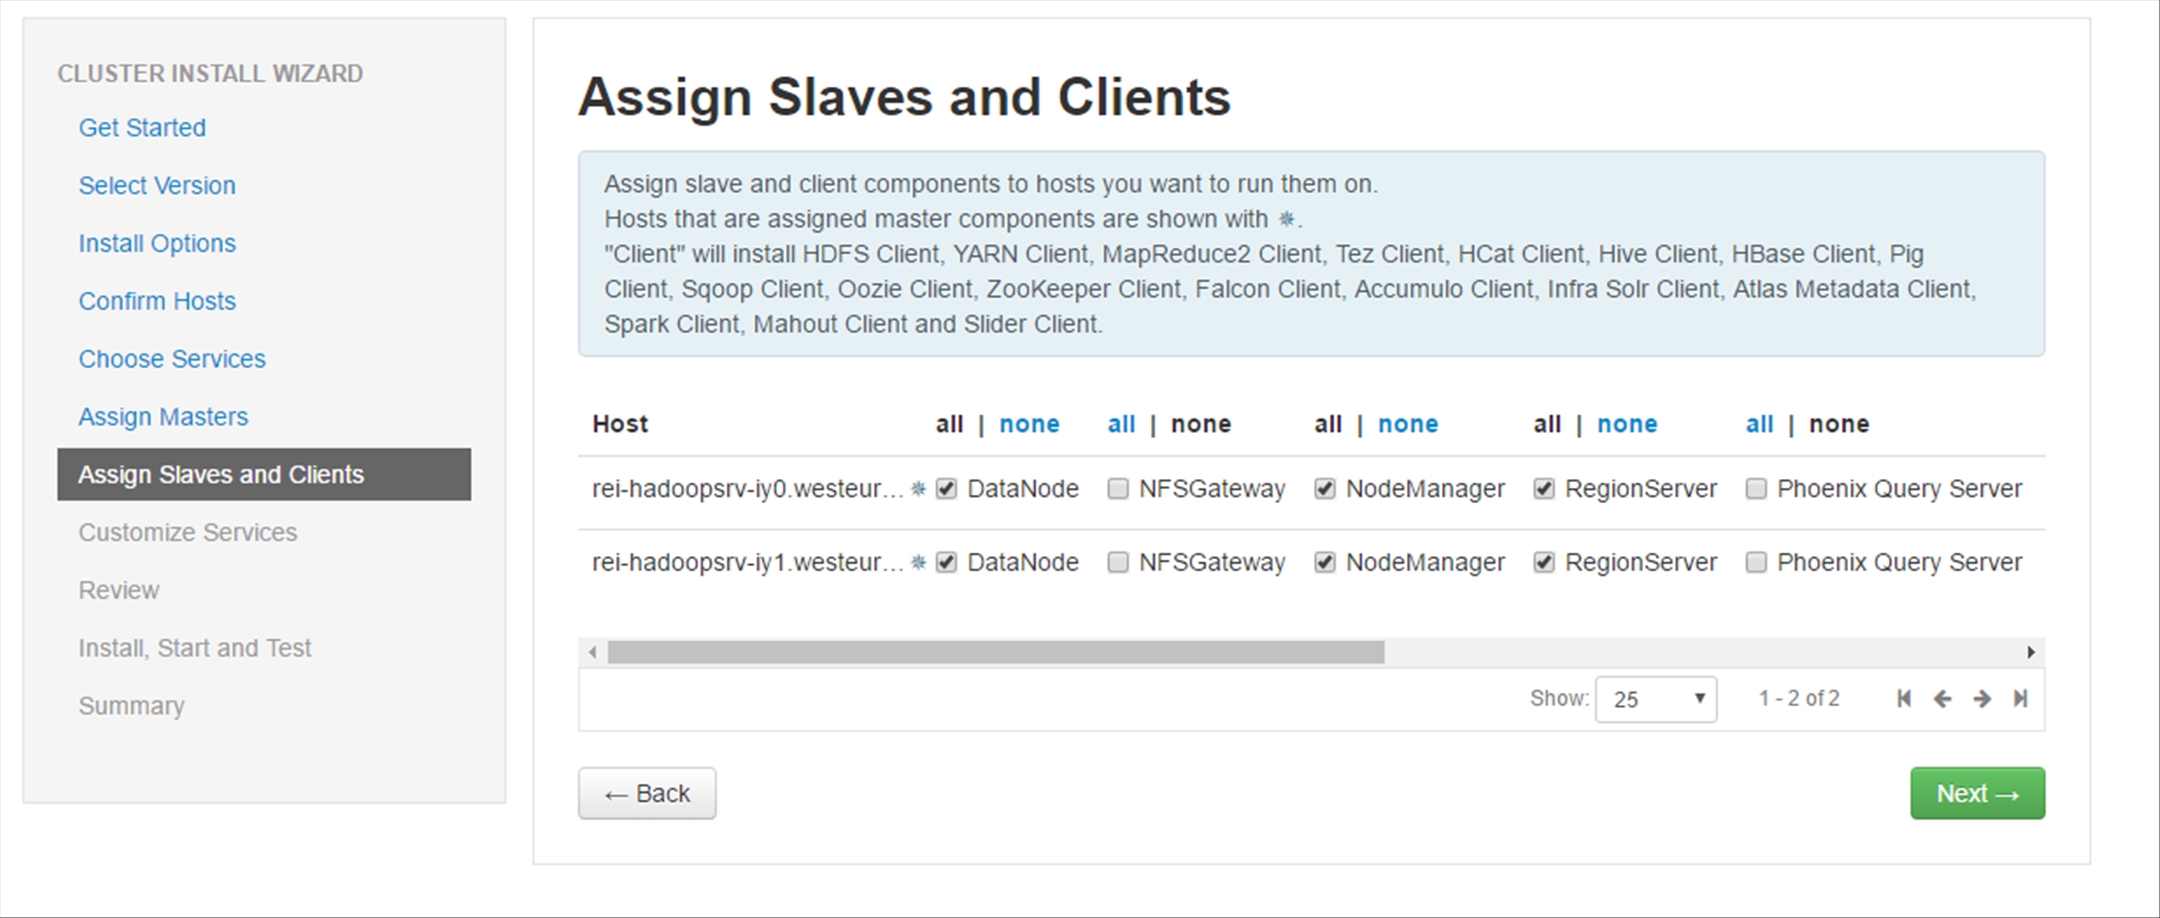 CLUSTER INSTALL WIZARD
Get Started
Select Version
Install Options
Confirm Hosts
Choose Services
Assign Masters
Assign Slaves and Clients
Customize Services
Review
Install, Start and Test
Summary
Assign Slaves and Clients
Assign slave and client components to hosts you want to run them on.
Hosts that are assigned master components are shown with ✵.
"Client" will install HDFS Client, YARN Client, MapReduce2 Client, Tez Client, HCat Client, Hive Client, HBase Client, Pig
Client, Sqoop Client, Oozie Client, ZooKeeper Client, Falcon Client, Accumulo Client, Infra Solr Client, Atlas Metadata Client,
Spark Client, Mahout Client and Slider Client.
Host all | none all | none all | none all | none all | none
rei-hadoopsrv-iy0.westeur... ✵ DataNode NFSGateway NodeManager RegionServer Phoenix Query Server
rei-hadoopsrv-iy1.westeur... ✵ DataNode NFSGateway NodeManager RegionServer Phoenix Query Server
Show: 25 1 - 2 of 2
← Back
Next →